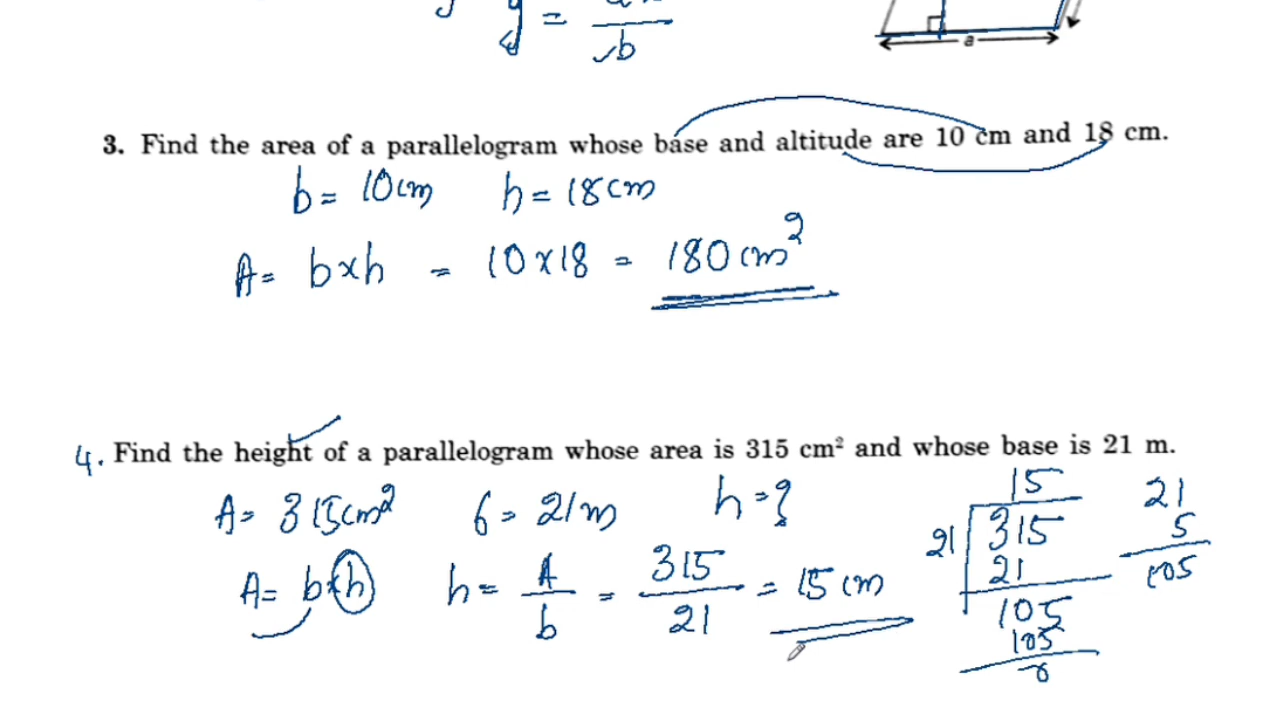 y =
b
a
3. Find the area of a parallelogram whose base and altitude are 10 cm and 18 cm.
b = 10cm h = 18cm
A = b×h = 10×18 = 180 cm²
4. Find the height of a parallelogram whose area is 315 cm² and whose base is 21 m.
A = 315cm² b = 21m h = ?
A = b×h h = A/b = 315/21 = 15 cm
15
21 315
21
105
105
0
21
5
105